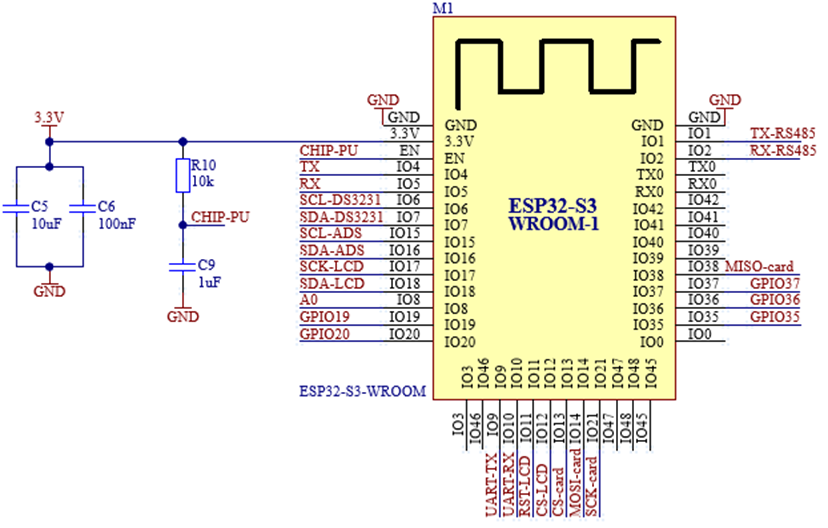 M1
GND
GND
3.3V
GND
3.3V
CHIP-PU EN
TX IO4
RX IO5
SCL-DS3231 IO6
SDA-DS3231 IO7
SCL-ADS IO15
SDA-ADS IO16
SCK-LCD IO17
SDA-LCD IO18
A0 IO8
GPIO19 IO19
GPIO20 IO20
R10
10k
C5
10uF
C6
100nF
CHIP-PU
C9
1uF
GND
GND
GND
3.3V
EN
IO4
IO5
IO6
IO7
IO15
IO16
IO17
IO18
IO8
IO19
IO20
ESP32-S3
WROOM-1
GND
IO1
IO2
TX0
RX0
IO42
IO41
IO40
IO39
IO38
IO37
IO36
IO35
IO0
GND
IO1 TX-RS485
IO2 RX-RS485
TX0
RX0
IO42
IO41
IO40
IO39
IO38 MISO-card
IO37 GPIO37
IO36 GPIO36
IO35 GPIO35
IO0
IO3
IO46
IO9
IO10
IO11
IO12
IO13
IO14
IO21
IO47
IO48
IO45
ESP32-S3-WROOM
IO3
IO46
UART-TX IO9
UART-RX IO10
RST-LCD IO11
CS-LCD IO12
CS-card IO13
MOSI-card IO14
SCK-card IO21
IO47
IO48
IO45